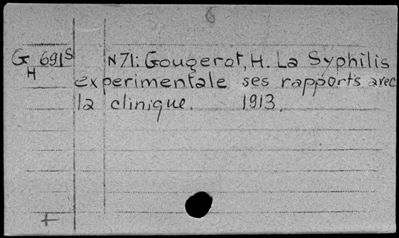 6
G 691s N71: Gougerot, H. La Syphilis
H experimentale ses rapports avec
la clinique. 1913.
+